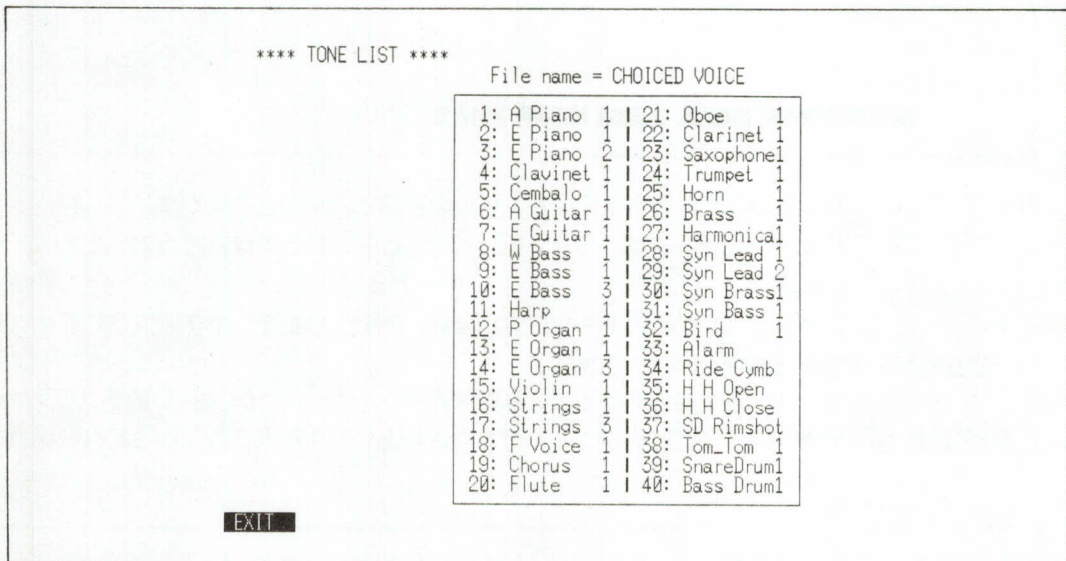 **** TONE LIST ****
File name = CHOICED VOICE
1: A Piano 1 | 21: Oboe 1
2: E Piano 1 | 22: Clarinet 1
3: E Piano 2 | 23: Saxophone1
4: Clavinet 1 | 24: Trumpet 1
5: Cembalo 1 | 25: Horn 1
6: A Guitar 1 | 26: Brass 1
7: E Guitar 1 | 27: Harmonica1
8: W Bass 1 | 28: Syn Lead 1
9: E Bass 1 | 29: Syn Lead 2
10: E Bass 3 | 30: Syn Brass1
11: Harp 1 | 31: Syn Bass 1
12: P Organ 1 | 32: Bird 1
13: E Organ 1 | 33: Alarm
14: E Organ 3 | 34: Ride Cymb
15: Violin 1 | 35: H H Open
16: Strings 1 | 36: H H Close
17: Strings 3 | 37: SD Rimshot
18: F Voice 1 | 38: Tom_Tom 1
19: Chorus 1 | 39: SnareDrum1
20: Flute 1 | 40: Bass Drum1
EXIT